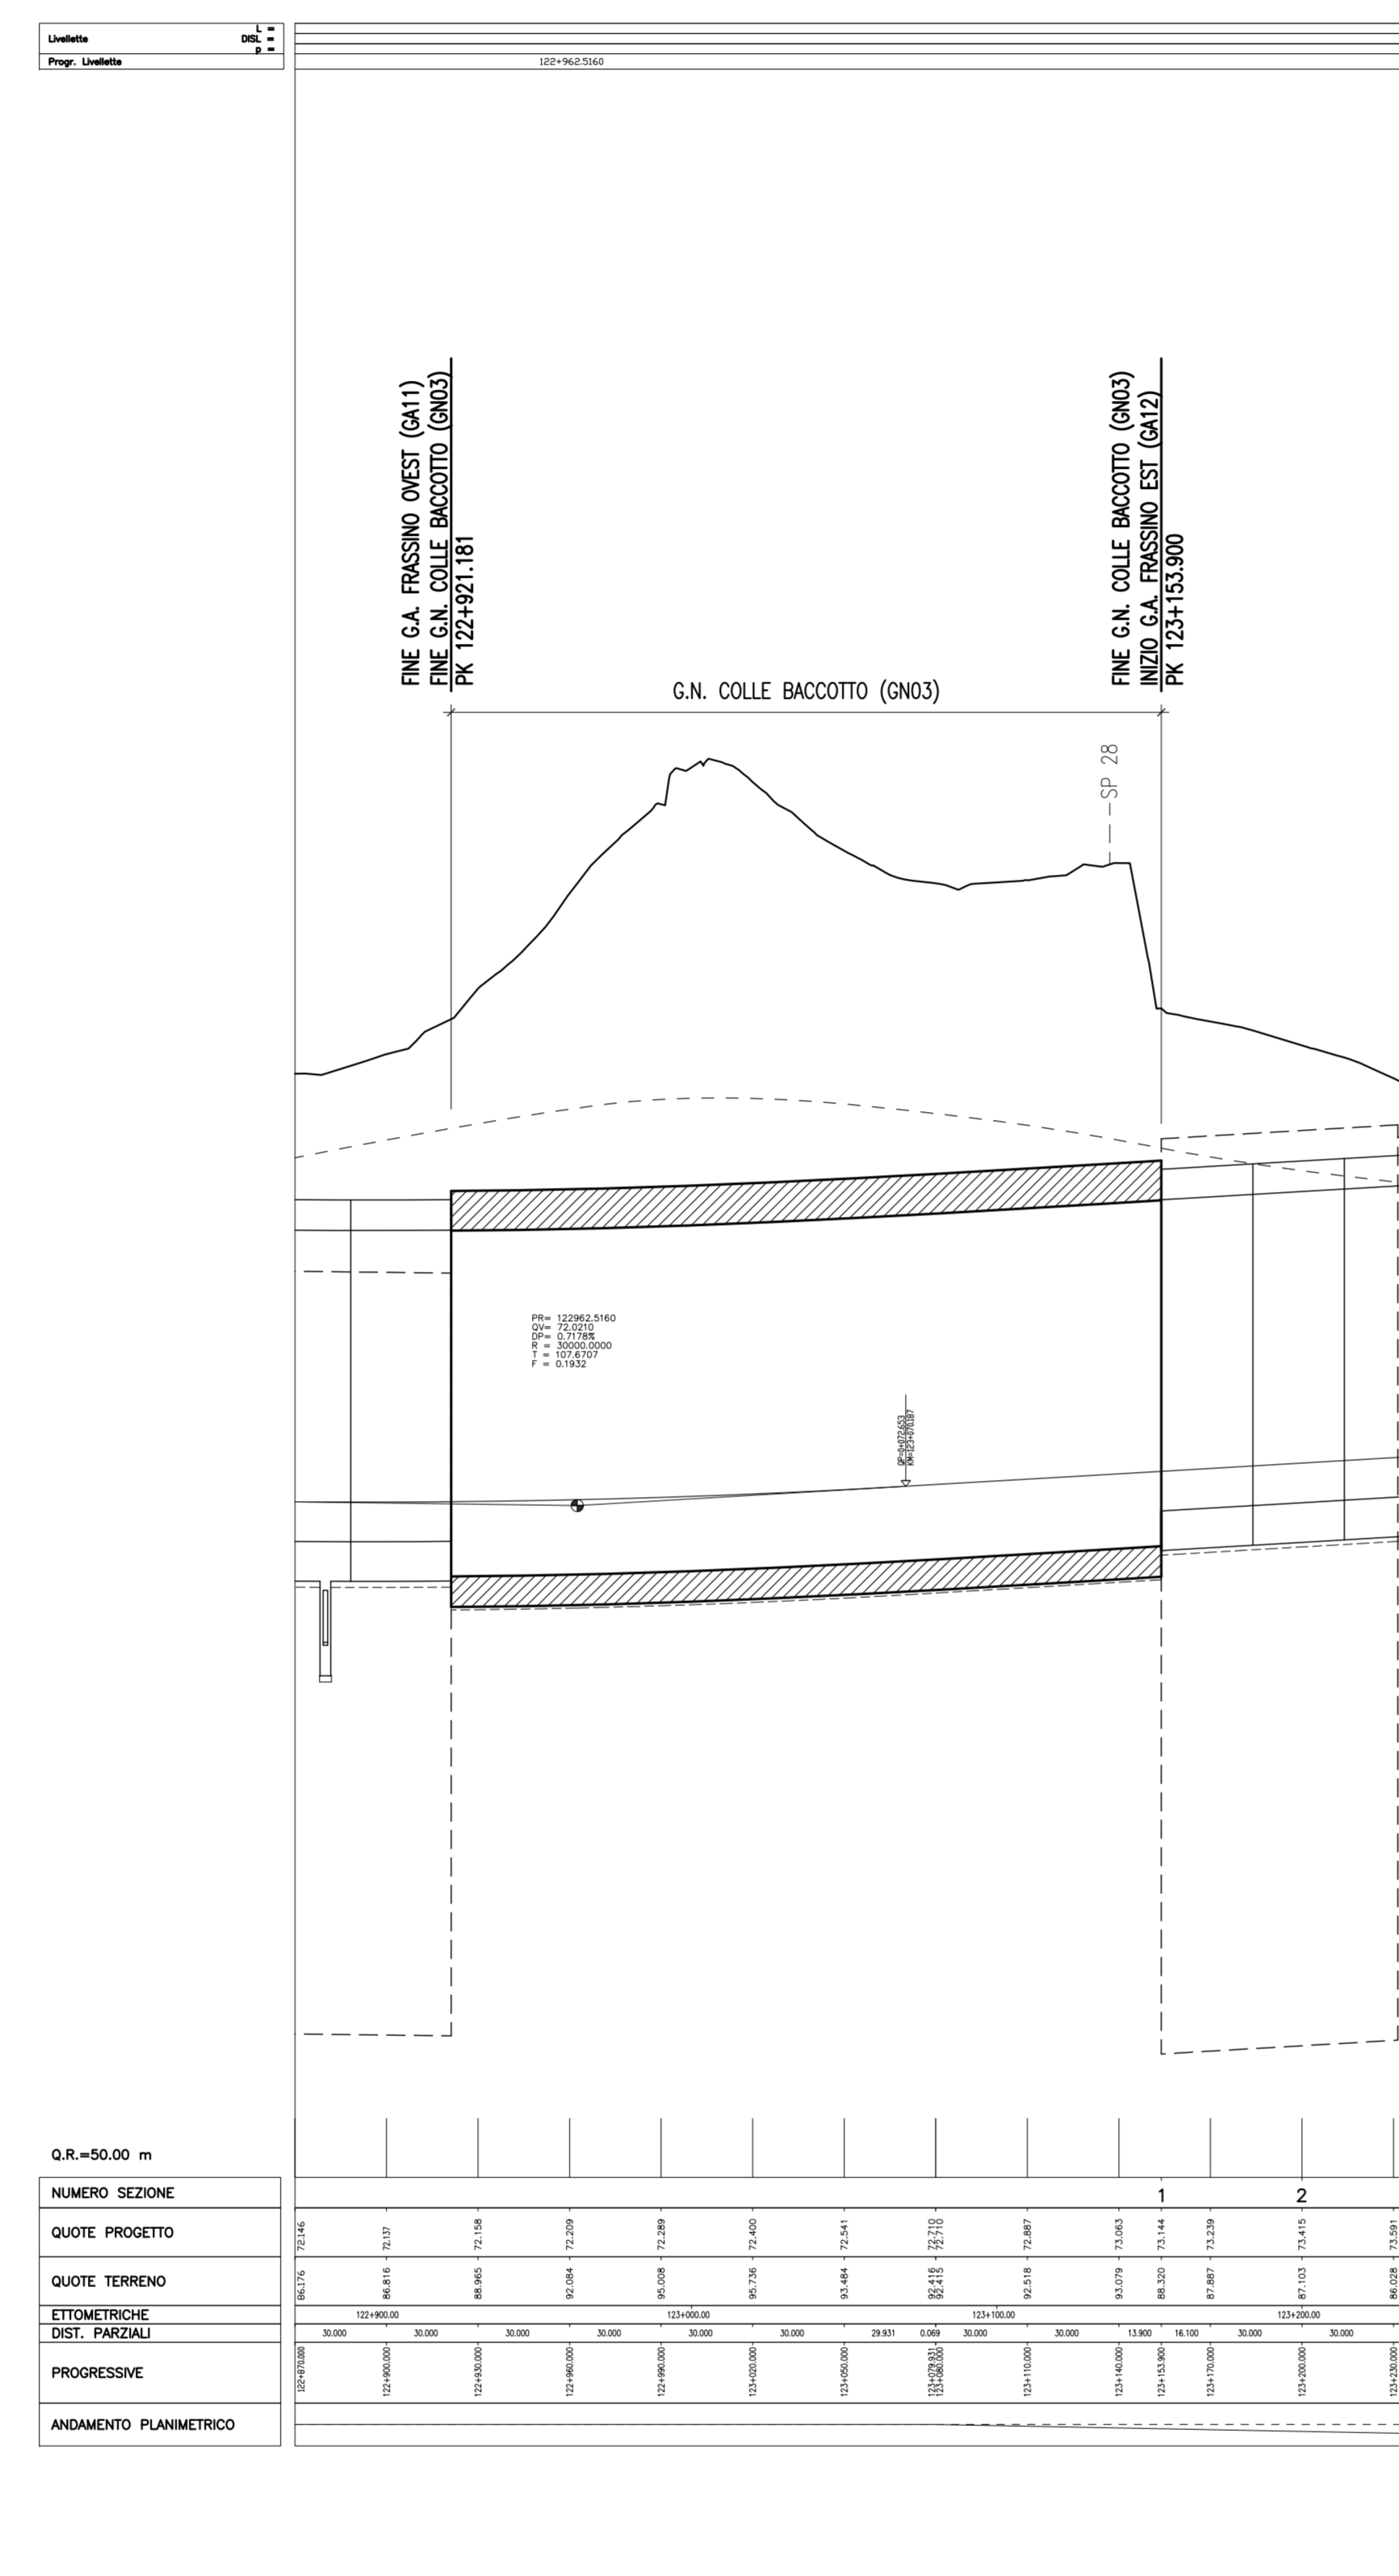 L =
Livellette DISL =
p =
Progr. Livellette 122+962.5160
FINE G.A. FRASSINO OVEST (GA11)
FINE G.N. COLLE BACCOTTO (GN03)
PK 122+921.181
FINE G.N. COLLE BACCOTTO (GN03)
INIZIO G.A. FRASSINO EST (GA12)
PK 123+153.900
G.N. COLLE BACCOTTO (GN03)
SP 28
PR= 122962.5160
QV= 72.0210
DP= 0.7178%
R = 30000.0000
T = 107.6707
F = 0.1932
QP=0+072.653
KM=123+070.187
Q.R.=50.00 m
NUMERO SEZIONE 1 2
QUOTE PROGETTO 72.146 72.137 72.158 72.209 72.289 72.400 72.541 72.710 72.710 72.887 73.063 73.144 73.239 73.415 73.591
QUOTE TERRENO 86.176 86.816 88.965 92.084 95.008 95.736 93.484 92.416 92.415 92.518 93.079 88.320 87.887 87.103 86.028
ETTOMETRICHE 122+900.00 123+000.00 123+100.00 123+200.00
DIST. PARZIALI 30.000 30.000 30.000 30.000 30.000 30.000 29.931 0.069 30.000 30.000 13.900 16.100 30.000 30.000
PROGRESSIVE 122+870.000 122+900.000 122+930.000 122+960.000 122+990.000 123+020.000 123+050.000 123+079.931 123+080.000 123+110.000 123+140.000 123+153.900 123+170.000 123+200.000 123+230.000
ANDAMENTO PLANIMETRICO